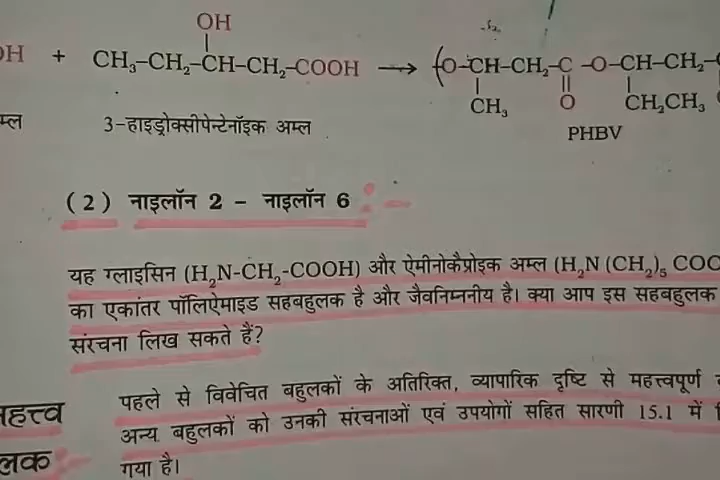 OH
OH + CH₃–CH₂–CH–CH₂–COOH ⟶ (O–CH–CH₂–C –O–CH–CH₂–
CH₃ O CH₂CH₃
म्ल 3-हाइड्रोक्सीपेन्टेनॉइक अम्ल PHBV
(2) नाइलॉन 2 – नाइलॉन 6
यह ग्लाइसिन (H₂N-CH₂-COOH) और ऐमीनोकैप्रोइक अम्ल (H₂N (CH₂)₅ COO
का एकांतर पॉलिऐमाइड सहबहुलक है और जैवनिम्ननीय है। क्या आप इस सहबहुलक
संरचना लिख सकते हैं?
पहले से विवेचित बहुलकों के अतिरिक्त, व्यापारिक दृष्टि से महत्त्वपूर्ण
अन्य बहुलकों को उनकी संरचनाओं एवं उपयोगों सहित सारणी 15.1 में
गया है।
महत्त्व
लक